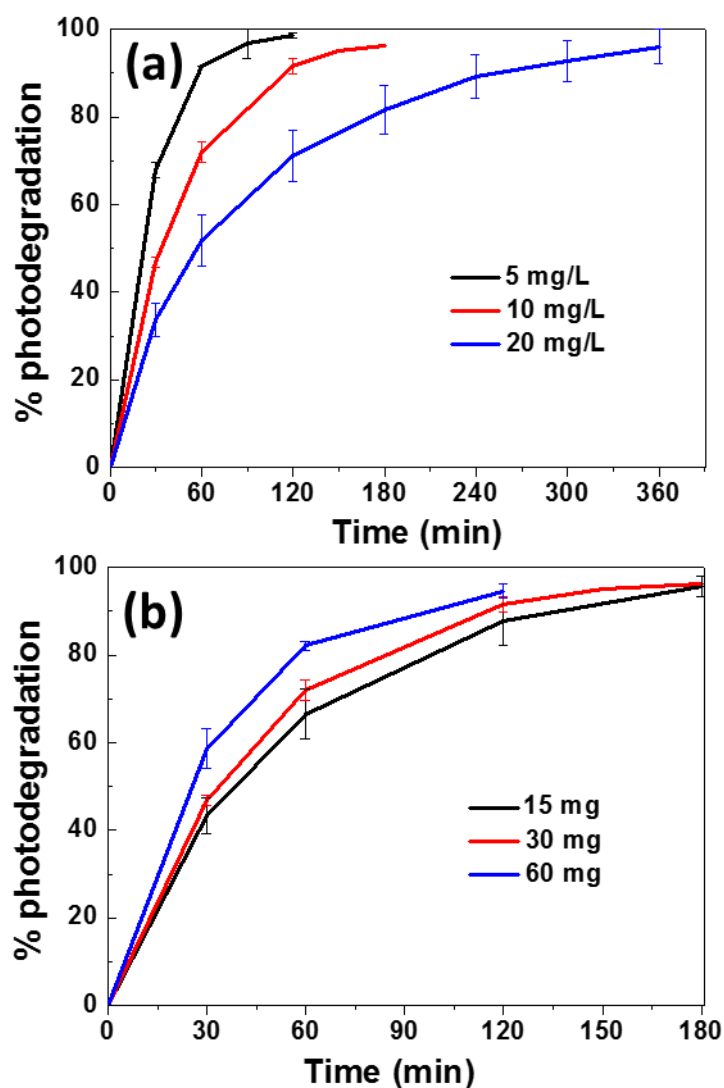 (a)
% photodegradation
100
80
60
40
20
0
5 mg/L
10 mg/L
20 mg/L
0 60 120 180 240 300 360
Time (min)
(b)
% photodegradation
100
80
60
40
20
0
15 mg
30 mg
60 mg
0 30 60 90 120 150 180
Time (min)